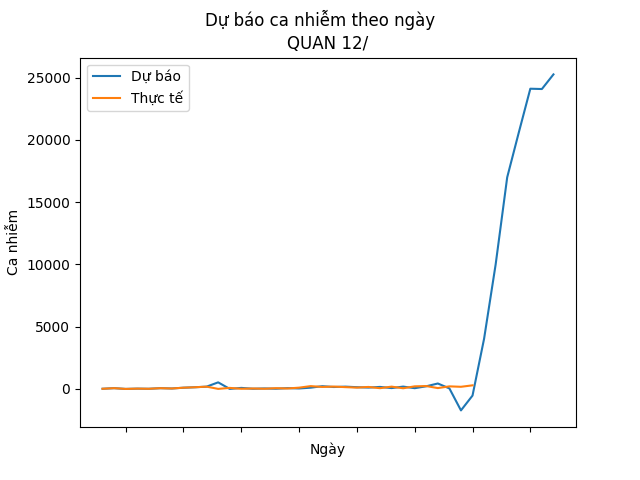 Dự báo ca nhiễm theo ngày
QUAN 12/
Dự báo
Thực tế
25000
20000
15000
10000
5000
0
Ca nhiễm
Ngày